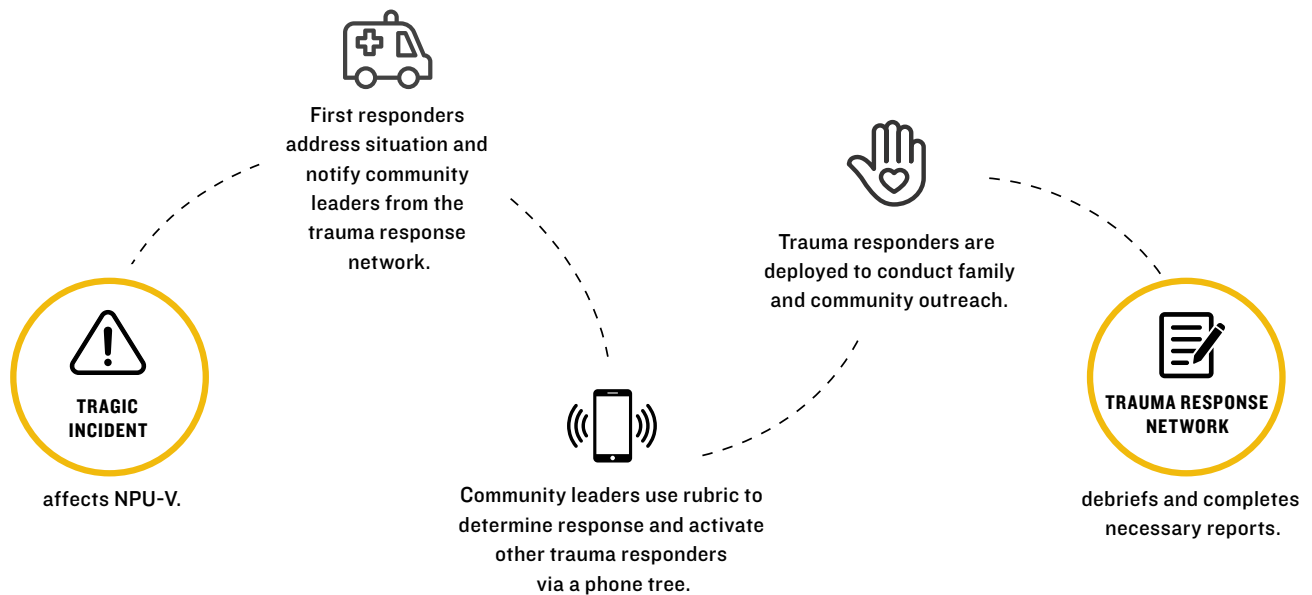 TRAGIC
INCIDENT
affects NPU-V.
First responders
address situation and
notify community
leaders from the
trauma response
network.
Community leaders use rubric to
determine response and activate
other trauma responders
via a phone tree.
Trauma responders are
deployed to conduct family
and community outreach.
TRAUMA RESPONSE
NETWORK
debriefs and completes
necessary reports.